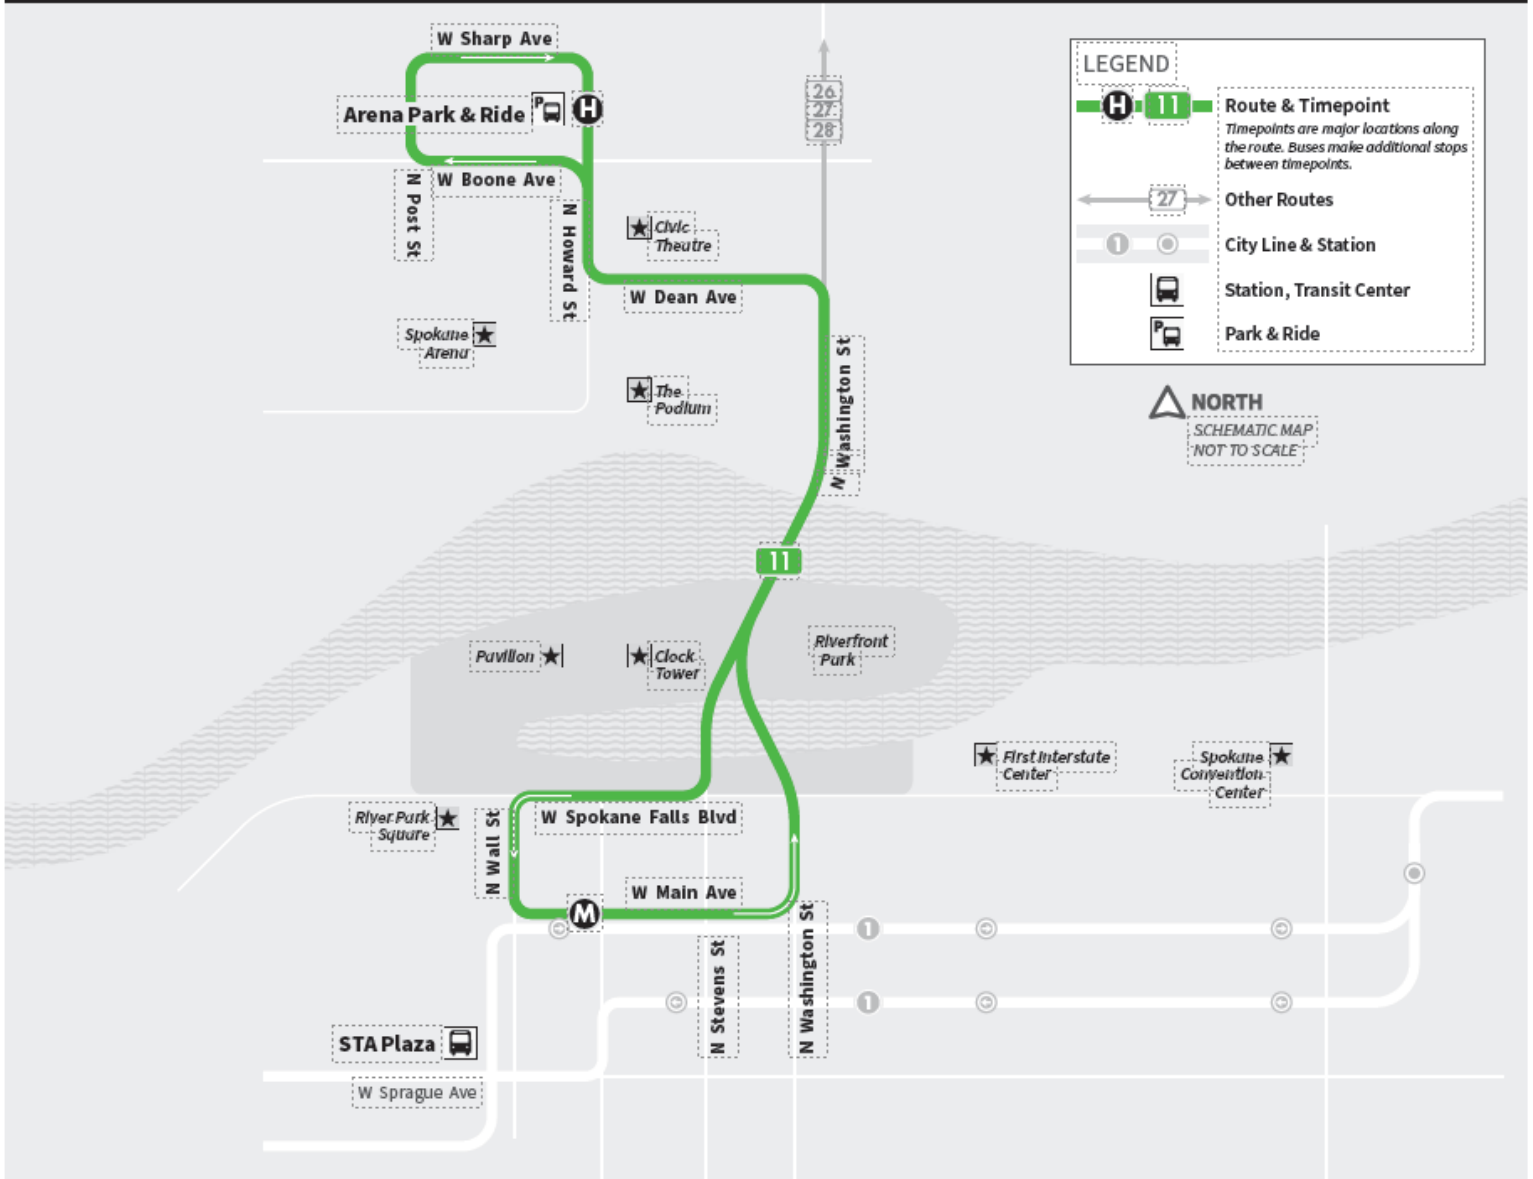 W Sharp Ave
Arena Park & Ride
P
H
W Boone Ave
N Post St
N Howard St
26
27
28
Civic
Theatre
W Dean Ave
Spokane
Arena
The
Podium
N Washington St
LEGEND
H 11 Route & Timepoint
Timepoints are major locations along
the route. Buses make additional stops
between timepoints.
27 Other Routes
1 City Line & Station
Station, Transit Center
P Park & Ride
NORTH
SCHEMATIC MAP
NOT TO SCALE
11
Pavilion
Clock
Tower
Riverfront
Park
First Interstate
Center
Spokane
Convention
Center
River Park
Square
N Wall St
W Spokane Falls Blvd
W Main Ave
M
1
1
N Stevens St
N Washington St
STA Plaza
W Sprague Ave